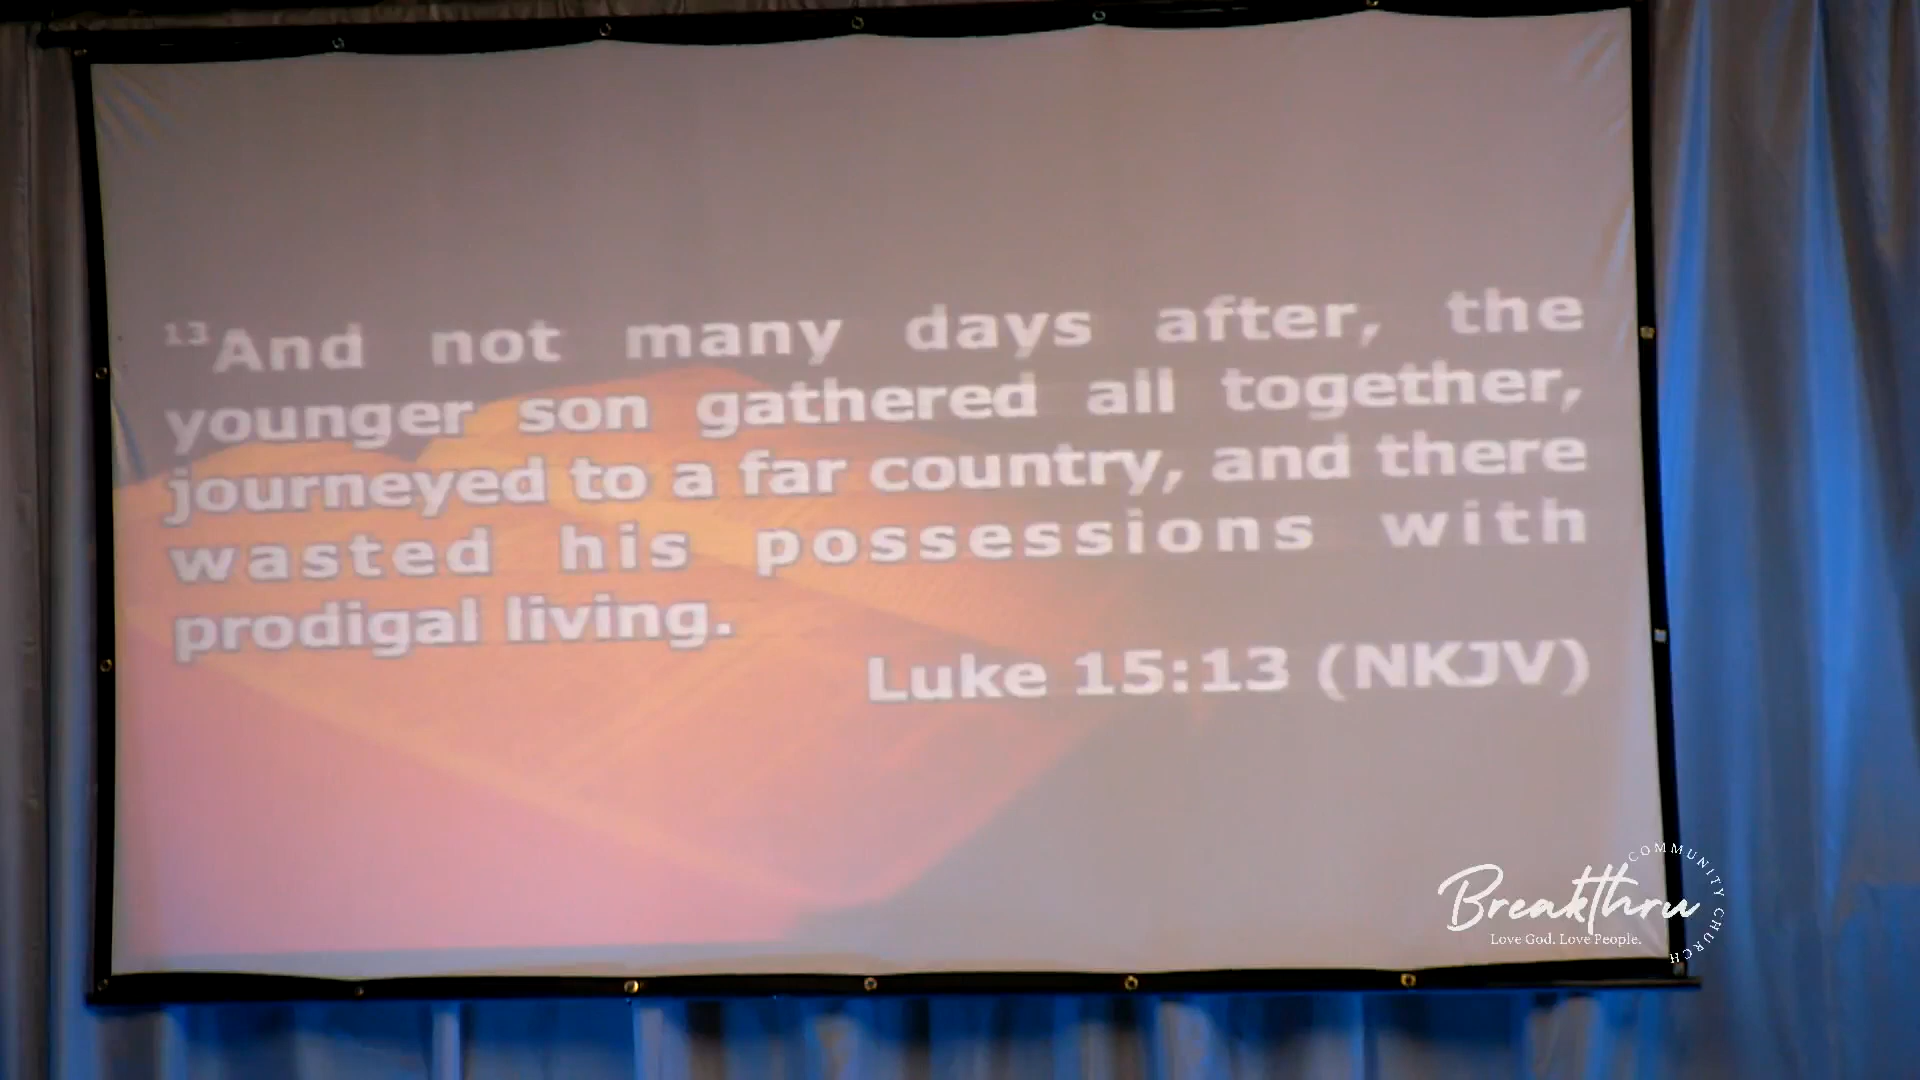 13And not many days after, the
younger son gathered all together,
journeyed to a far country, and there
wasted his possessions with
prodigal living.
Luke 15:13 (NKJV)
Breakthru
COMMUNITY CHURCH
Love God. Love People.